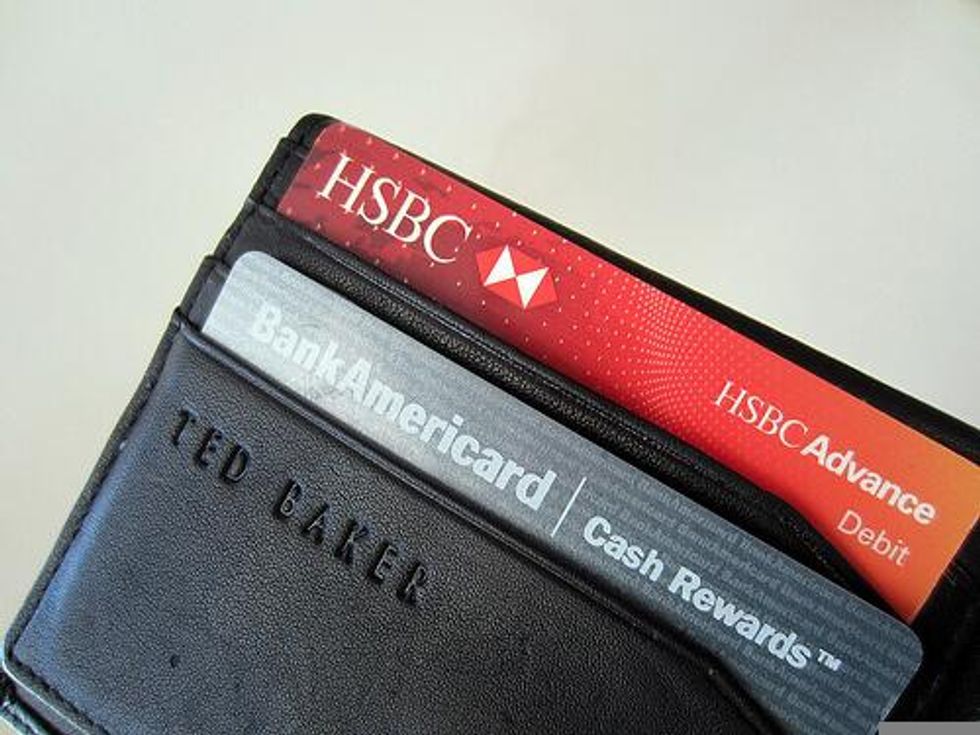 HSBC
HSBC Advance
Debit
BankAmericard | Cash Rewards™
TED BAKER